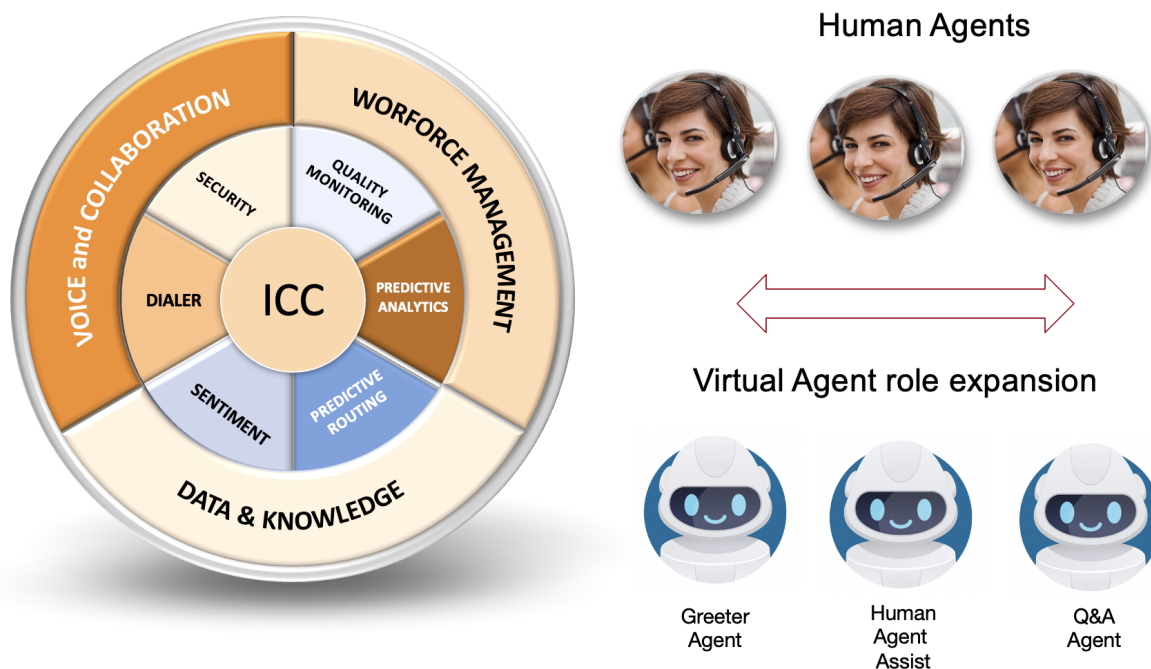 VOICE and COLLABORATION
WORFORCE MANAGEMENT
DATA & KNOWLEDGE
SECURITY
QUALITY
MONITORING
DIALER
ICC
PREDICTIVE
ANALYTICS
SENTIMENT
PREDICTIVE
ROUTING
Human Agents
Virtual Agent role expansion
Greeter
Agent
Human
Agent
Assist
Q&A
Agent